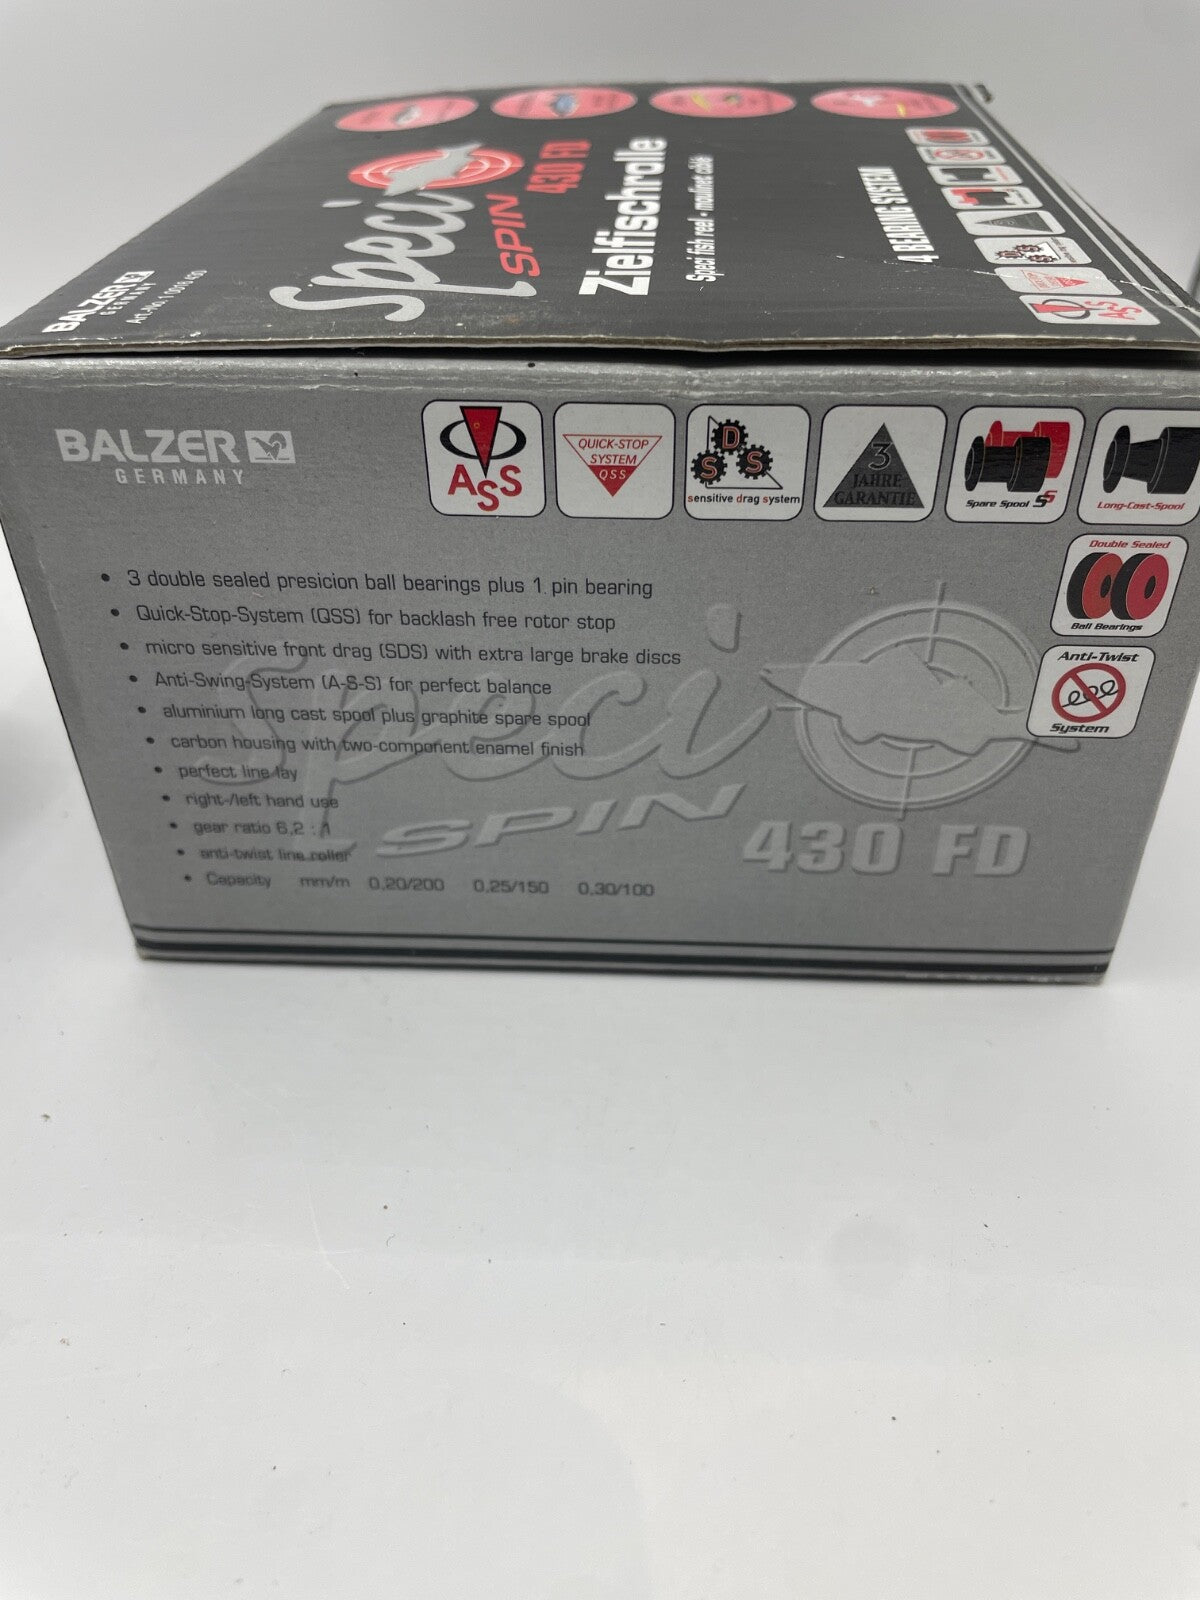 BALZER
GERMANY
Art.-No. 10016 430
Speci
SPIN
430 FD
Zielfischrolle
Speci fish reel - moulinet ciblé
4 BEARING SYSTEM
A-S-S
BALZER
GERMANY
ASS
QUICK-STOP
SYSTEM
QSS
SDS
sensitive drag system
3
JAHRE
GARANTIE
Spare Spool SS
Long-Cast-Spool
Double Sealed
Ball Bearings
Anti-Twist
System
• 3 double sealed presicion ball bearings plus 1 pin bearing
• Quick-Stop-System (QSS) for backlash free rotor stop
• micro sensitive front drag (SDS) with extra large brake discs
• Anti-Swing-System (A-S-S) for perfect balance
• aluminium long cast spool plus graphite spare spool
• carbon housing with two-component enamel finish
• perfect line lay
• right-/left hand use
• gear ratio 6,2 : 1
• anti-twist line roller
• Capacity mm/m 0,20/200 0,25/150 0,30/100
Speci
SPIN
430 FD